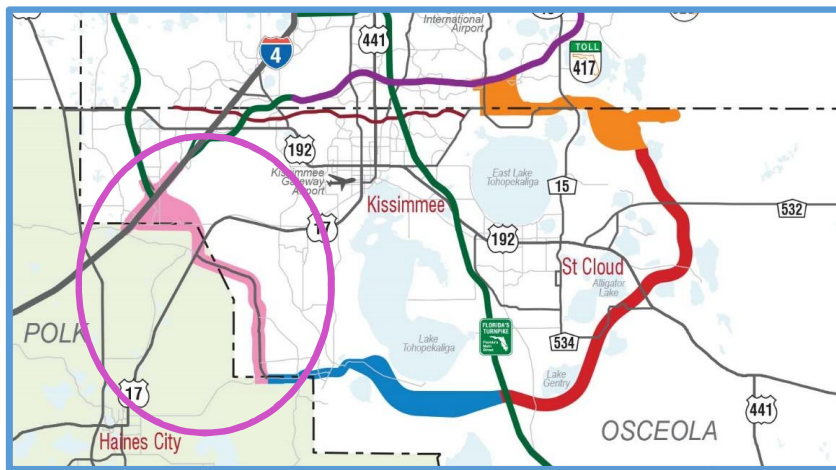 International
Airport
4
441
TOLL
417
192
Kissimmee
Gateway
Airport
East Lake
Tohopekaliga
15
532
Kissimmee
17
192
St Cloud
Alligator
Lake
POLK
Lake
Tohopekaliga
FLORIDA'S
TURNPIKE
534
Lake
Gentry
17
441
Haines City
OSCEOLA